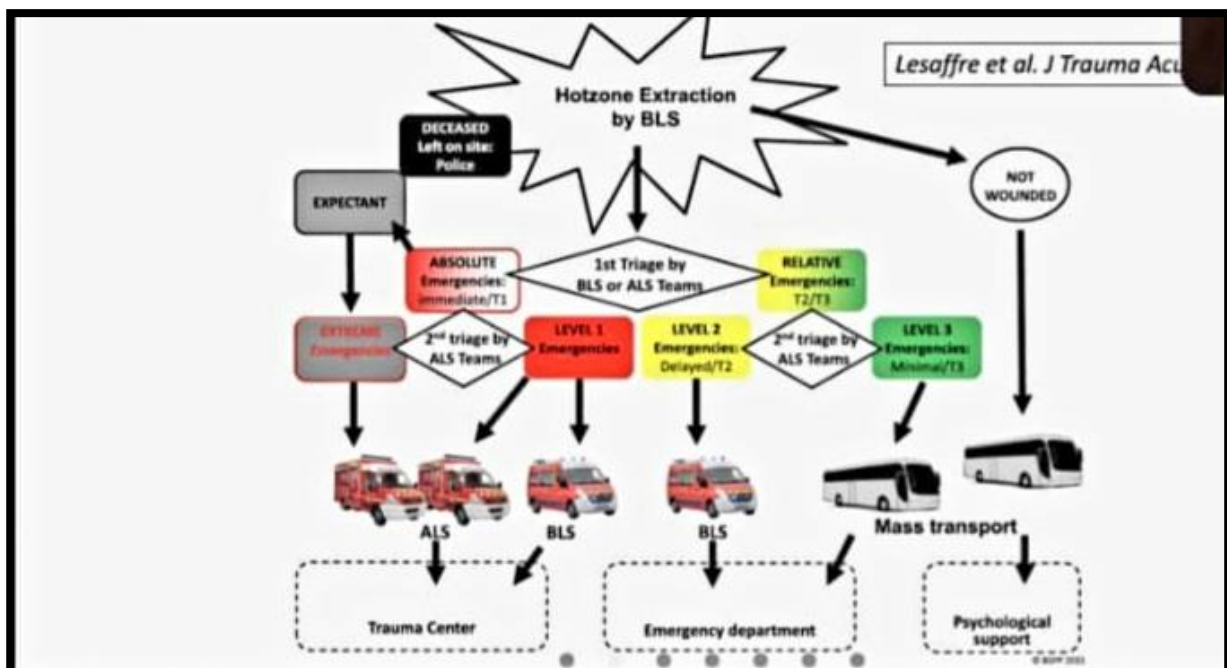 Lesaffre et al. J Trauma Acu
Hotzone Extraction
by BLS
DECEASED
Left on site:
Police
NOT
WOUNDED
EXPECTANT
ABSOLUTE
Emergencies:
immediate/T1
1st Triage by
BLS or ALS Teams
RELATIVE
Emergencies:
T2/T3
EXTREME
Emergencies
2nd triage by
ALS Teams
LEVEL 1
Emergencies
LEVEL 2
Emergencies:
Delayed/T2
2nd triage by
ALS Teams
LEVEL 3
Emergencies:
Minimal/T3
ALS
BLS
BLS
Mass transport
Trauma Center
Emergency department
Psychological
support